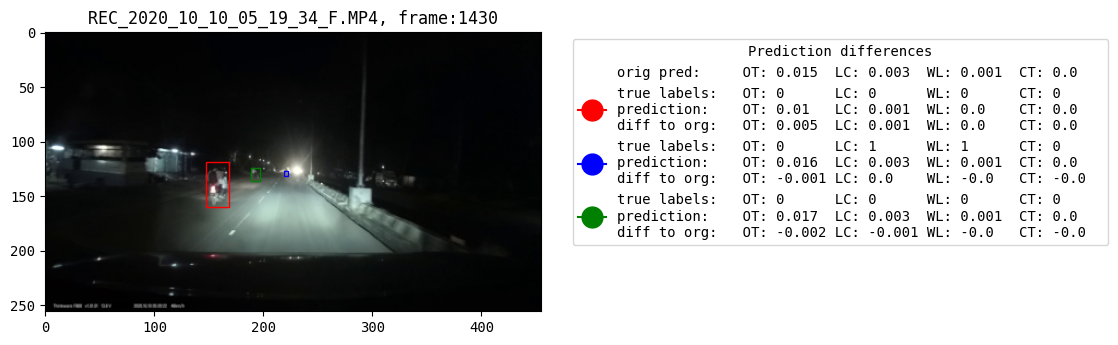 REC_2020_10_10_05_19_34_F.MP4, frame:1430
0
50
100
150
200
250
0
100
200
300
400
Prediction differences
orig pred: OT: 0.015 LC: 0.003 WL: 0.001 CT: 0.0
true labels: OT: 0 LC: 0 WL: 0 CT: 0
prediction: OT: 0.01 LC: 0.001 WL: 0.0 CT: 0.0
diff to org: OT: 0.005 LC: 0.001 WL: 0.0 CT: 0.0
true labels: OT: 0 LC: 1 WL: 1 CT: 0
prediction: OT: 0.016 LC: 0.003 WL: 0.001 CT: 0.0
diff to org: OT: -0.001 LC: 0.0 WL: -0.0 CT: -0.0
true labels: OT: 0 LC: 0 WL: 0 CT: 0
prediction: OT: 0.017 LC: 0.003 WL: 0.001 CT: 0.0
diff to org: OT: -0.002 LC: -0.001 WL: -0.0 CT: -0.0